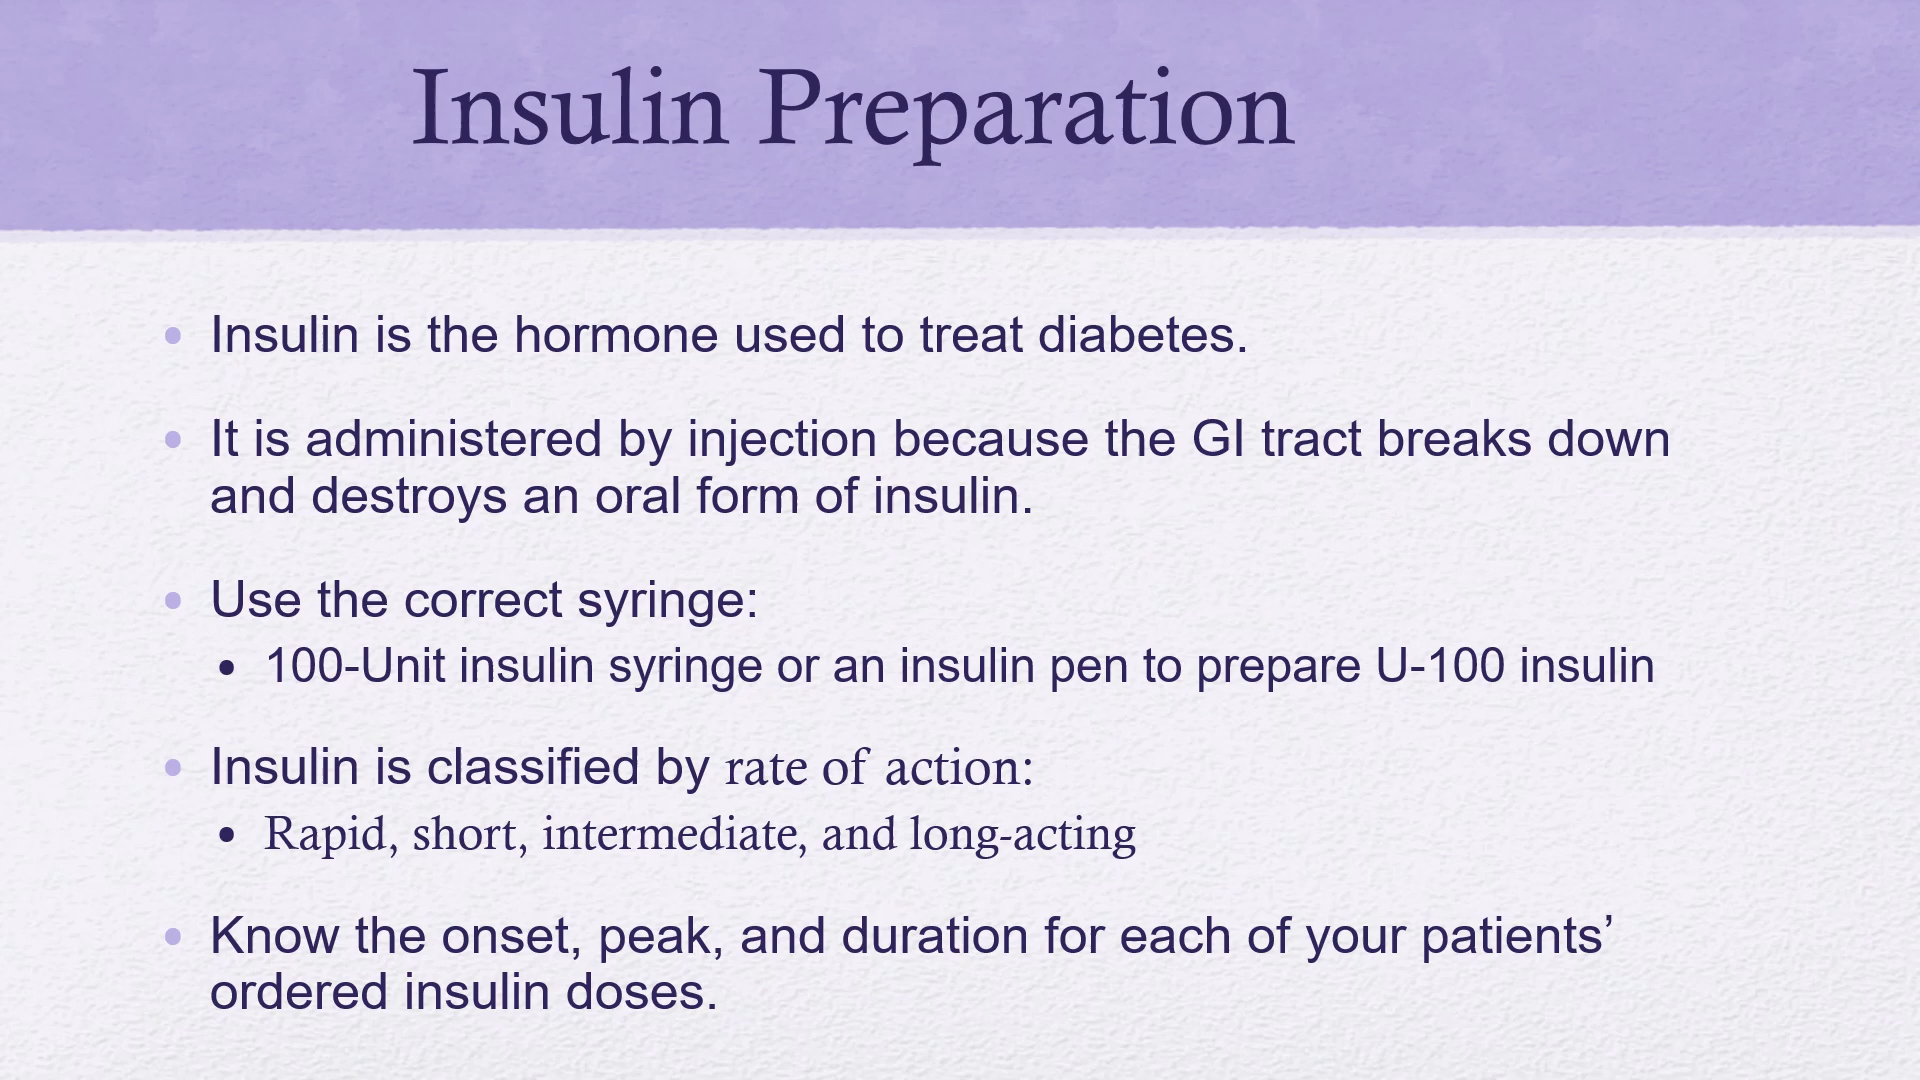 Insulin Preparation
• Insulin is the hormone used to treat diabetes.
• It is administered by injection because the GI tract breaks down
and destroys an oral form of insulin.
• Use the correct syringe:
• 100-Unit insulin syringe or an insulin pen to prepare U-100 insulin
• Insulin is classified by rate of action:
• Rapid, short, intermediate, and long-acting
• Know the onset, peak, and duration for each of your patients’
ordered insulin doses.